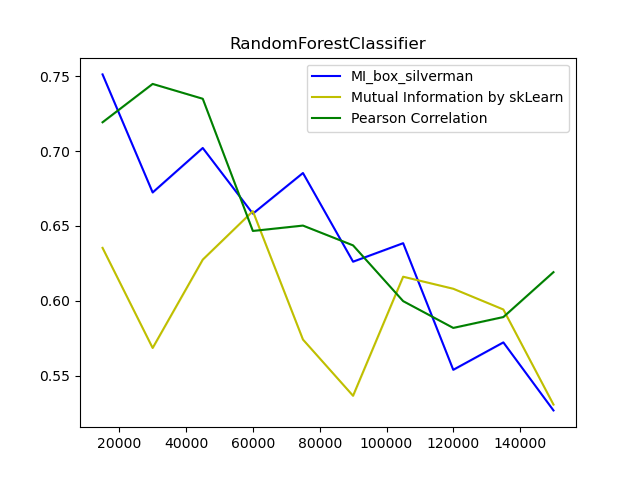 RandomForestClassifier
MI_box_silverman
Mutual Information by skLearn
Pearson Correlation
0.75
0.70
0.65
0.60
0.55
20000 40000 60000 80000 100000 120000 140000